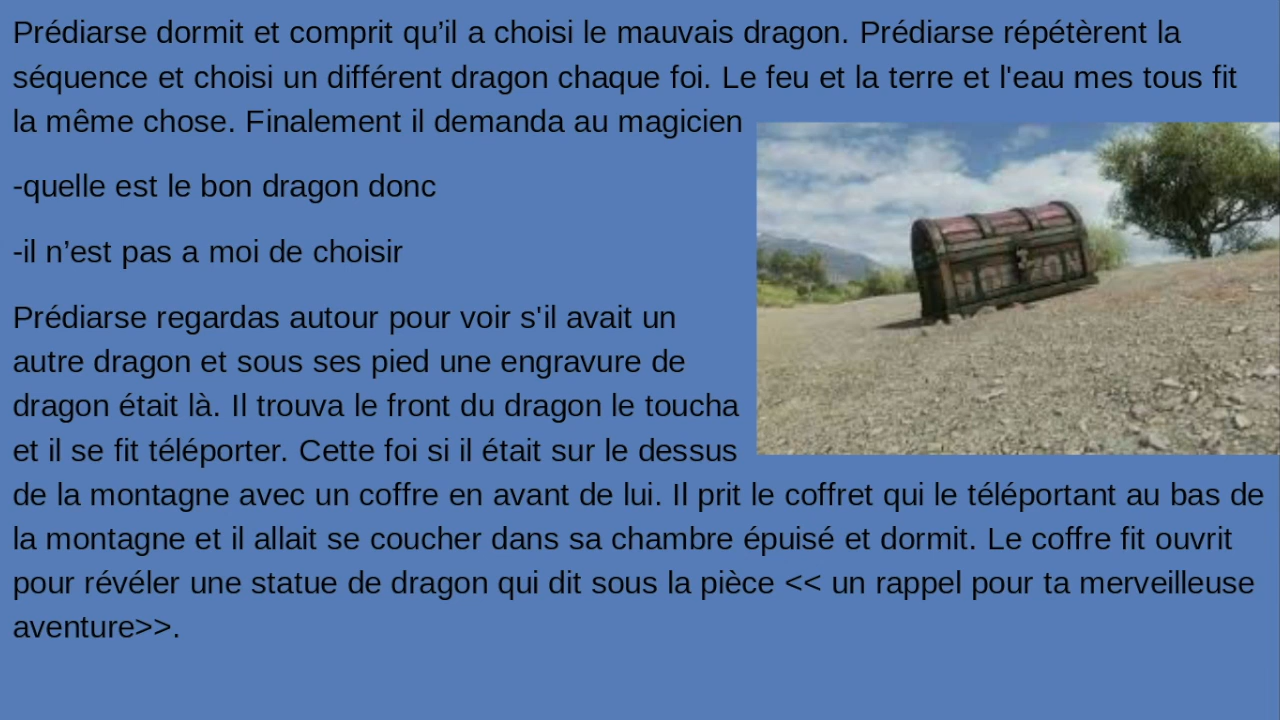 Prédiarse dormit et comprit qu’il a choisi le mauvais dragon. Prédiarse répétèrent la
séquence et choisi un différent dragon chaque foi. Le feu et la terre et l'eau mes tous fit
la même chose. Finalement il demanda au magicien
-quelle est le bon dragon donc
-il n’est pas a moi de choisir
Prédiarse regardas autour pour voir s'il avait un
autre dragon et sous ses pied une engravure de
dragon était là. Il trouva le front du dragon le toucha
et il se fit téléporter. Cette foi si il était sur le dessus
de la montagne avec un coffre en avant de lui. Il prit le coffret qui le téléportant au bas de
la montagne et il allait se coucher dans sa chambre épuisé et dormit. Le coffre fit ouvrit
pour révéler une statue de dragon qui dit sous la pièce << un rappel pour ta merveilleuse
aventure>>.